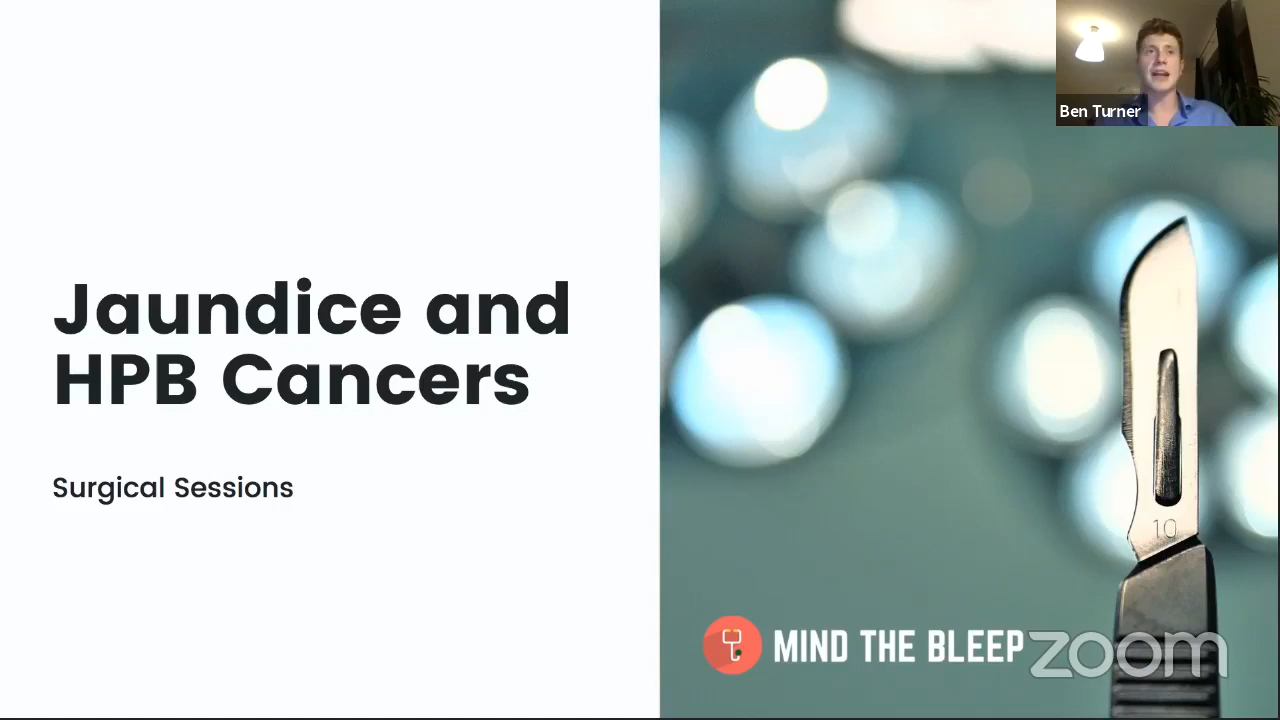 Ben Turner
Jaundice and
HPB Cancers
Surgical Sessions
10
MIND THE BLEEP
zoom